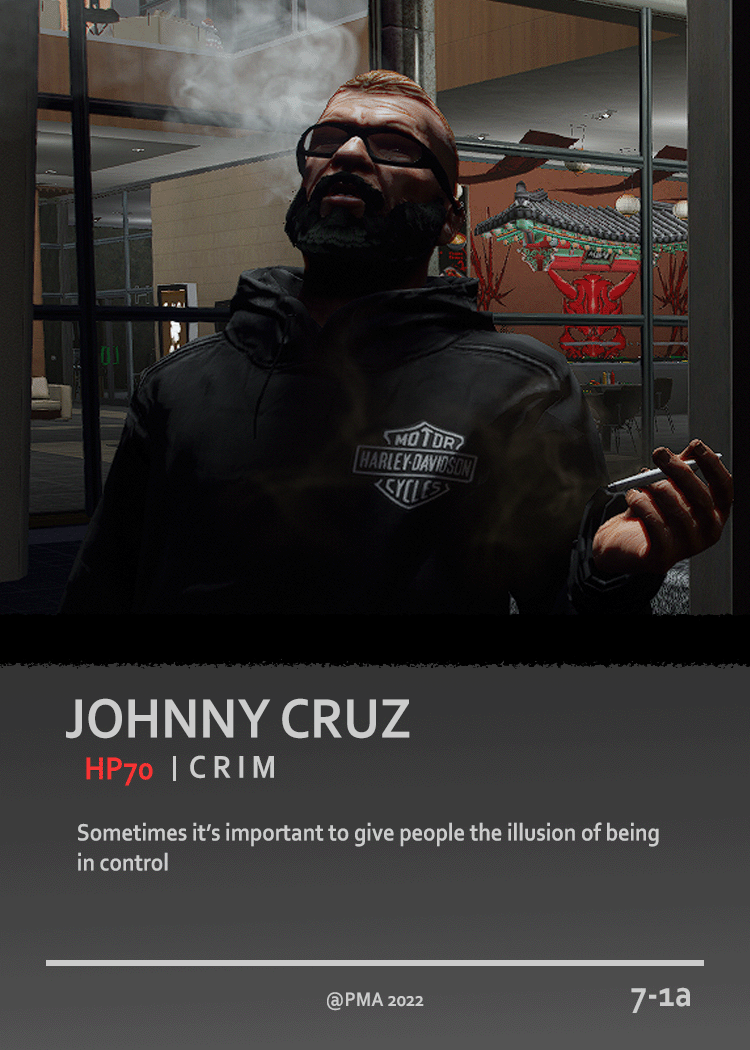 MOTOR
HARLEY-DAVIDSON
CYCLES
JOHNNY CRUZ
HP70 | CRIM
Sometimes it’s important to give people the illusion of being
in control
@PMA 2022
7-1a